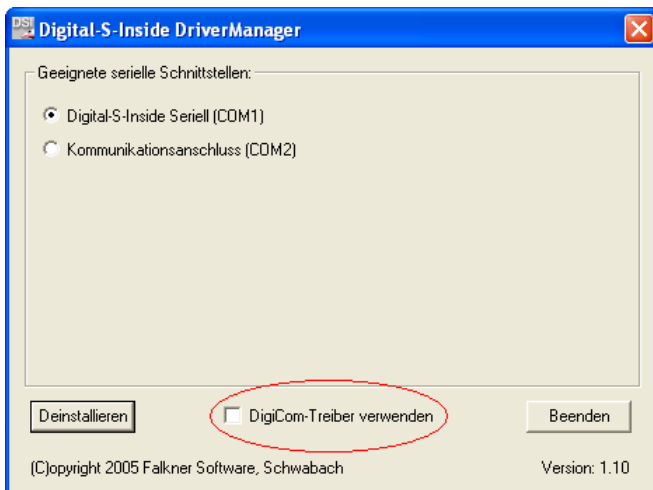 DSI Digital-S-Inside DriverManager
Geeignete serielle Schnittstellen:
Digital-S-Inside Seriell (COM1)
Kommunikationsanschluss (COM2)
Deinstallieren DigiCom-Treiber verwenden Beenden
(C)opyright 2005 Falkner Software, Schwabach Version: 1.10